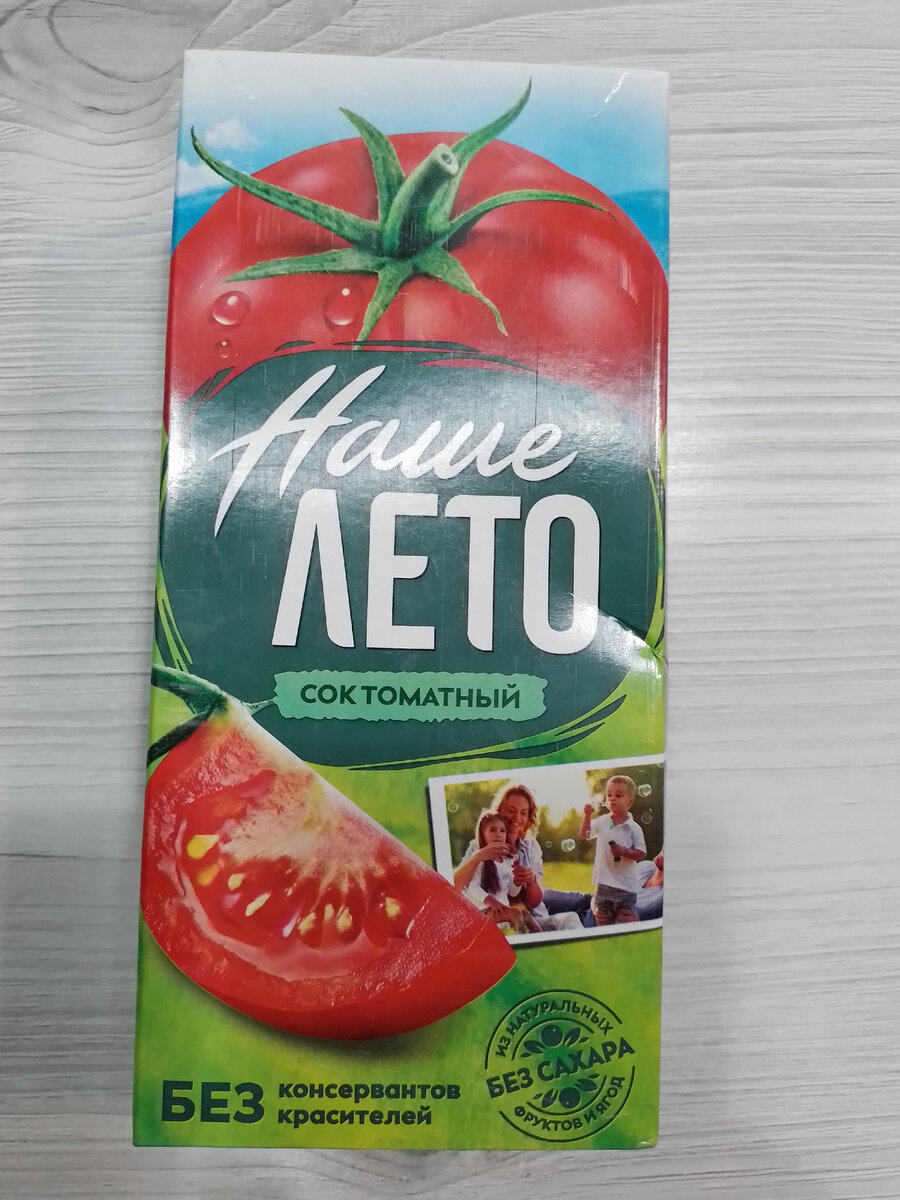 Наше
ЛЕТО
СОК ТОМАТНЫЙ
БЕЗ консервантов
красителей
ИЗ НАТУРАЛЬНЫХ
БЕЗ САХАРА
ФРУКТОВ И ЯГОД